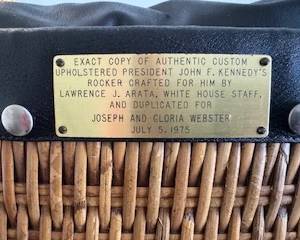 EXACT COPY OF AUTHENTIC CUSTOM
UPHOLSTERED PRESIDENT JOHN F. KENNEDY'S
ROCKER CRAFTED FOR HIM BY
LAWRENCE J. ARATA, WHITE HOUSE STAFF,
AND DUPLICATED FOR
JOSEPH AND GLORIA WEBSTER
JULY 5, 1975